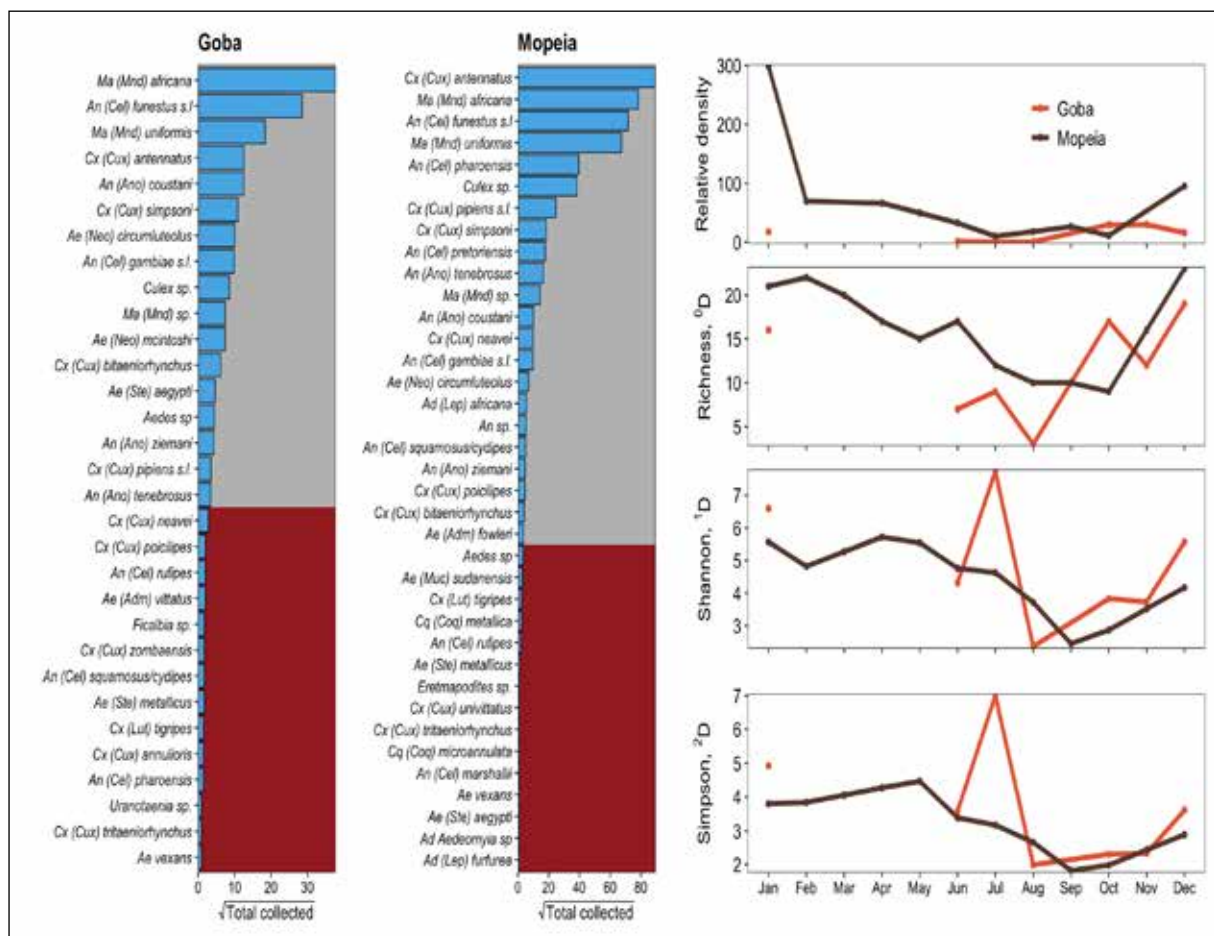 Goba
Ma (Mnd) africana
An (Cel) funestus s.l
Ma (Mnd) uniformis
Cx (Cux) antennatus
An (Ano) coustani
Cx (Cux) simpsoni
Ae (Neo) circumluteolus
An (Cel) gambiae s.l.
Culex sp.
Ma (Mnd) sp.
Ae (Neo) mcintoshi
Cx (Cux) bitaeniorhynchus
Ae (Ste) aegypti
Aedes sp
An (Ano) ziemani
Cx (Cux) pipiens s.l.
An (Ano) tenebrosus
Cx (Cux) neavei
Cx (Cux) poicilipes
An (Cel) rufipes
Ae (Adm) vittatus
Ficalbia sp.
Cx (Cux) zombaensis
An (Cel) squamosus/cydipes
Ae (Ste) metallicus
Cx (Lut) tigripes
Cx (Cux) annulioris
An (Cel) pharoensis
Uranotaenia sp.
Cx (Cux) tritaeniorhynchus
Ae vexans
0 10 20 30
√Total collected
Mopeia
Cx (Cux) antennatus
Ma (Mnd) africana
An (Cel) funestus s.l
Ma (Mnd) uniformis
An (Cel) pharoensis
Culex sp.
Cx (Cux) pipiens s.l
Cx (Cux) simpsoni
An (Cel) pretoriensis
An (Ano) tenebrosus
Ma (Mnd) sp.
An (Ano) coustani
Cx (Cux) neavei
An (Cel) gambiae s.l
Ae (Neo) circumluteolus
Ad (Lep) africana
An sp.
An (Cel) squamosus/cydipes
An (Ano) ziemani
Cx (Cux) poicilipes
Cx (Cux) bitaeniorhynchus
Ae (Adm) fowleri
Aedes sp
Ae (Muc) sudanensis
Cx (Lut) tigripes
Cq (Coq) metallica
An (Cel) rufipes
Ae (Ste) metallicus
Eretmapodites sp.
Cx (Cux) univittatus
Cx (Cux) tritaeniorhynchus
Cq (Coq) microannulata
An (Cel) marshalli
Ae vexans
Ae (Ste) aegypti
Ad Aedeomyia sp
Ad (Lep) furfurea
0 20 40 60 80
√Total collected
Relative density
300
200
100
0
Goba
Mopeia
Richness, ⁰D
20
15
10
5
Shannon, ¹D
7
6
5
4
3
Simpson, ²D
7
6
5
4
3
2
Jan Feb Mar Apr May Jun Jul Aug Sep Oct Nov Dec